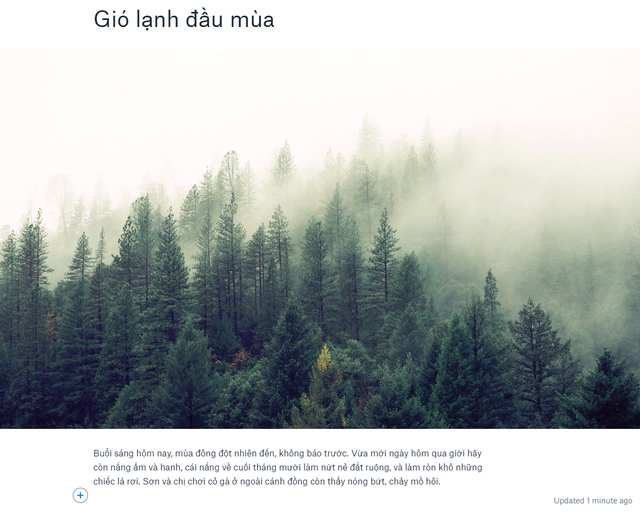 Gió lạnh đầu mùa
Buổi sáng hôm nay, mùa đông đột nhiên đến, không báo trước. Vừa mới ngày hôm qua giời hãy
còn nắng ấm và hanh, cái nắng về cuối tháng mười làm nứt nẻ đất ruộng, và làm ròn khô những
chiếc lá rơi. Sơn và chị chơi cỏ gà ở ngoài cánh đồng còn thấy nóng bứt, chảy mồ hôi.
Updated 1 minute ago